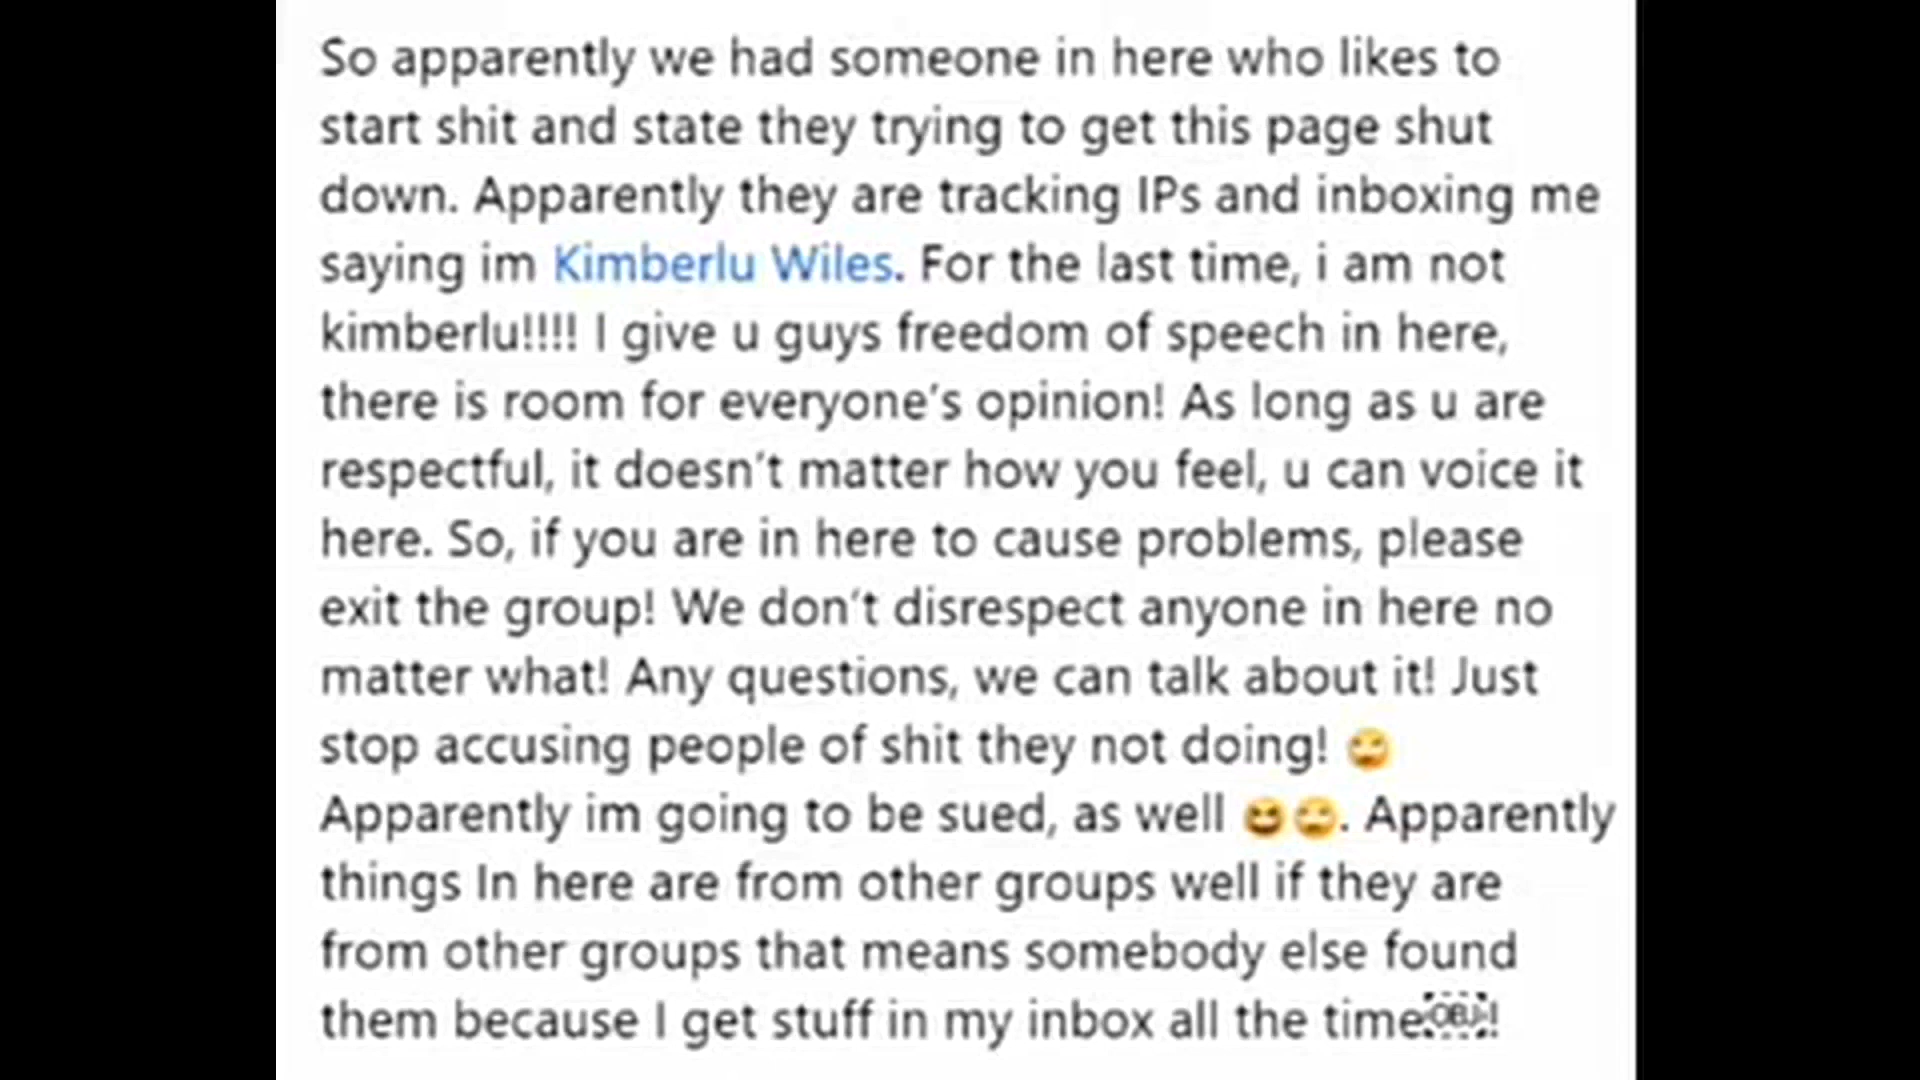 So apparently we had someone in here who likes to
start shit and state they trying to get this page shut
down. Apparently they are tracking IPs and inboxing me
saying im Kimberlu Wiles. For the last time, i am not
kimberlu!!!! I give u guys freedom of speech in here,
there is room for everyone’s opinion! As long as u are
respectful, it doesn’t matter how you feel, u can voice it
here. So, if you are in here to cause problems, please
exit the group! We don’t disrespect anyone in here no
matter what! Any questions, we can talk about it! Just
stop accusing people of shit they not doing! 🙄
Apparently im going to be sued, as well 😆🙄. Apparently
things In here are from other groups well if they are
from other groups that means somebody else found
them because I get stuff in my inbox all the time￼!